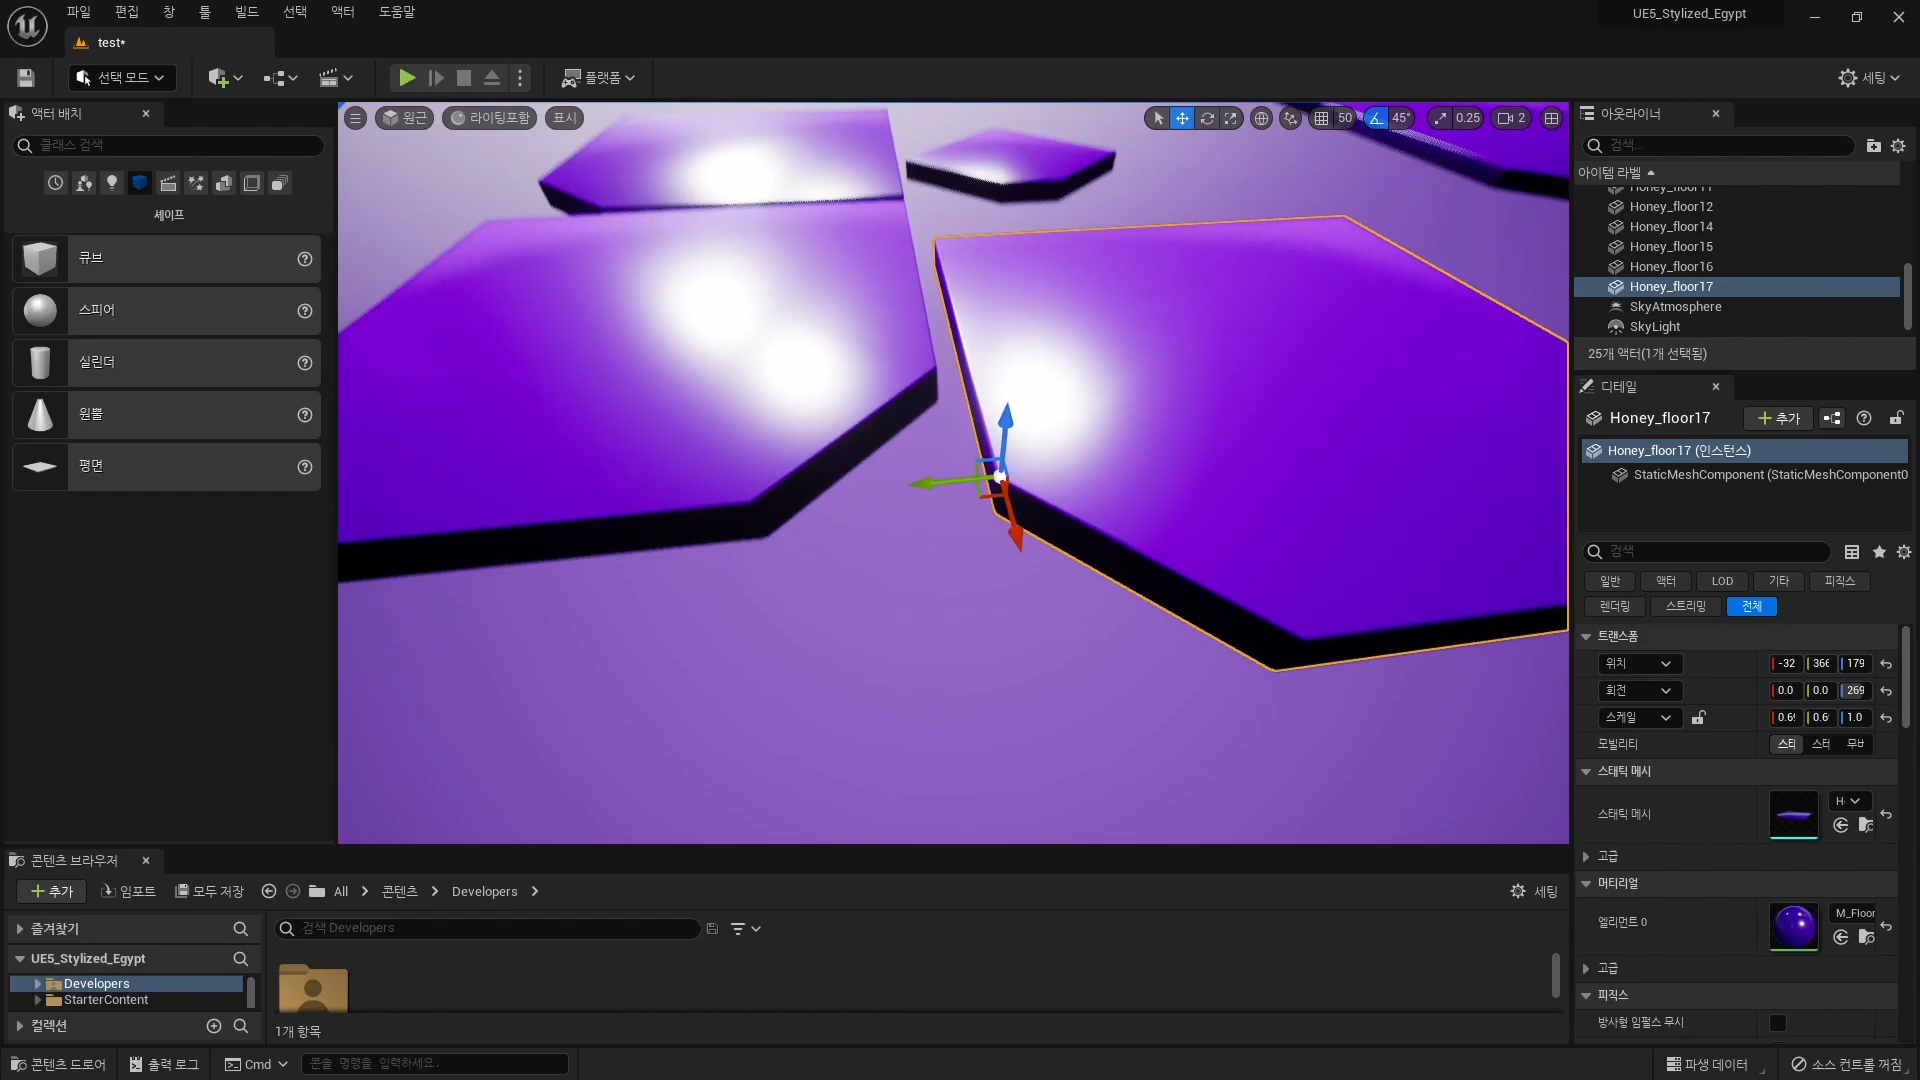 파일 편집 창 툴 빌드 선택 액터 도움말
UE5_Stylized_Egypt
test*
선택 모드
플랫폼
세팅
액터 배치
클래스 검색
셰이프
큐브
스피어
실린더
원뿔
평면
원근
라이팅포함
표시
50
45°
0.25
2
아웃라이너
검색...
아이템 라벨
Honey_floor11
Honey_floor12
Honey_floor14
Honey_floor15
Honey_floor16
Honey_floor17
SkyAtmosphere
SkyLight
25개 액터(1개 선택됨)
디테일
Honey_floor17
추가
Honey_floor17 (인스턴스)
StaticMeshComponent (StaticMeshComponent0
검색
일반 액터 LOD 기타 피직스
렌더링 스트리밍 전체
트랜스폼
위치 -32 366 179
회전 0.0 0.0 269
스케일 0.6 0.6 1.0
모빌리티 스티 스티 무버
스태틱 메시
스태틱 메시
고급
머티리얼
엘리먼트 0 M_Floor
고급
피직스
방사형 임펄스 무시
콘텐츠 브라우저
추가 임포트 모두 저장 All 콘텐츠 Developers
세팅
즐겨찾기
검색 Developers
UE5_Stylized_Egypt
Developers
StarterContent
컬렉션
1개 항목
콘텐츠 드로어 출력 로그 Cmd 콘솔 명령을 입력하세요.
파생 데이터 소스 컨트롤 꺼짐